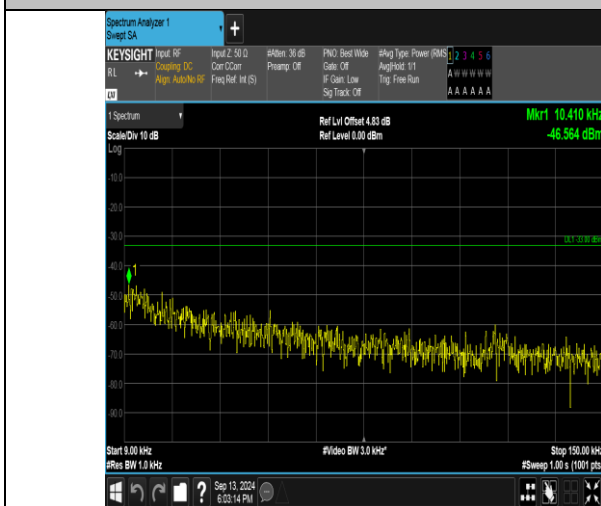 Spectrum Analyzer 1
Swept SA
+
KEYSIGHT
RL
LXI
Input: RF
Coupling: DC
Align: Auto/No RF
Input Z: 50 Ω
Corr CCorr
Freq Ref: Int (S)
#Atten: 36 dB
Preamp: Off
PNO: Best Wide
Gate: Off
IF Gain: Low
Sig Track: Off
#Avg Type: Power (RMS
Avg|Hold: 1/1
Trig: Free Run
1 2 3 4 5 6
A W W W W W
A A A A A A
1 Spectrum
Scale/Div 10 dB
Ref Lvl Offset 4.83 dB
Ref Level 0.00 dBm
Mkr1 10.410 kHz
-46.564 dBm
Log
-10.0
-20.0
-30.0
DL1 -33.00 dBm
-40.0
1
-50.0
-60.0
-70.0
-80.0
-90.0
Start 9.00 kHz
#Res BW 1.0 kHz
#Video BW 3.0 kHz*
Stop 150.00 kHz
#Sweep 1.00 s (1001 pts
?
Sep 13, 2024
6:03:14 PM